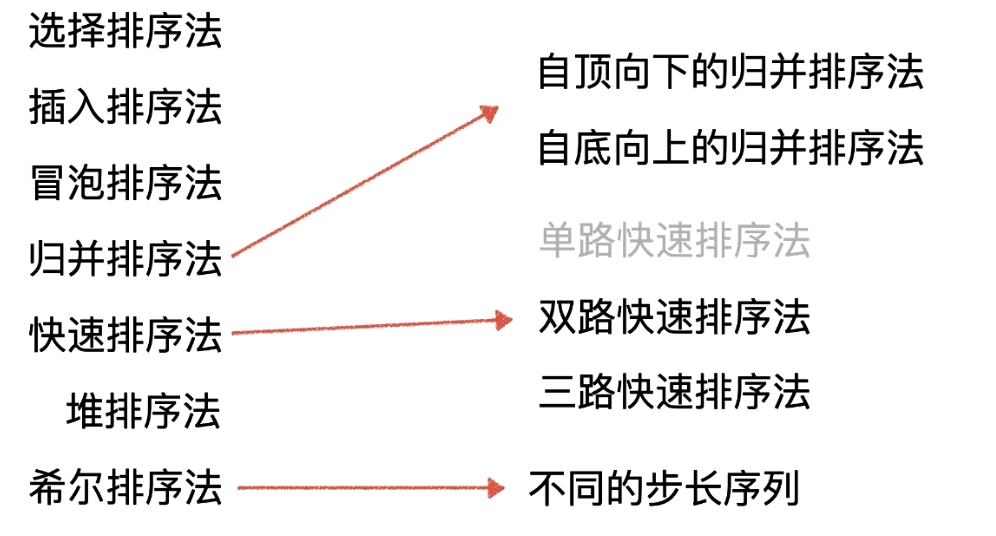 选择排序法
插入排序法
冒泡排序法
归并排序法
快速排序法
堆排序法
希尔排序法
自顶向下的归并排序法
自底向上的归并排序法
单路快速排序法
双路快速排序法
三路快速排序法
不同的步长序列